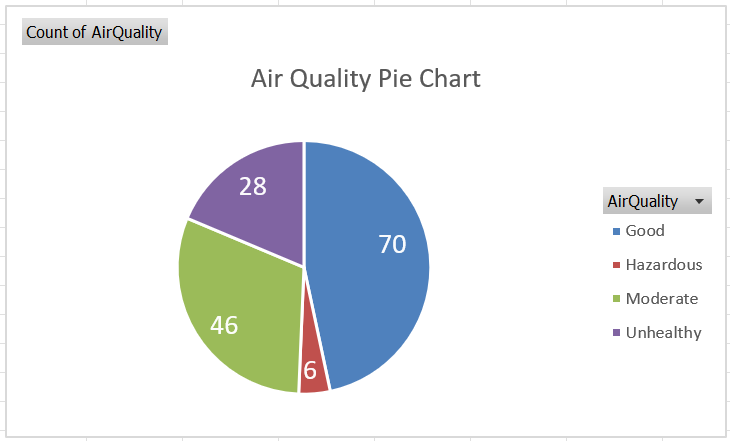 Count of AirQuality
Air Quality Pie Chart
28
70
46
6
AirQuality
Good
Hazardous
Moderate
Unhealthy